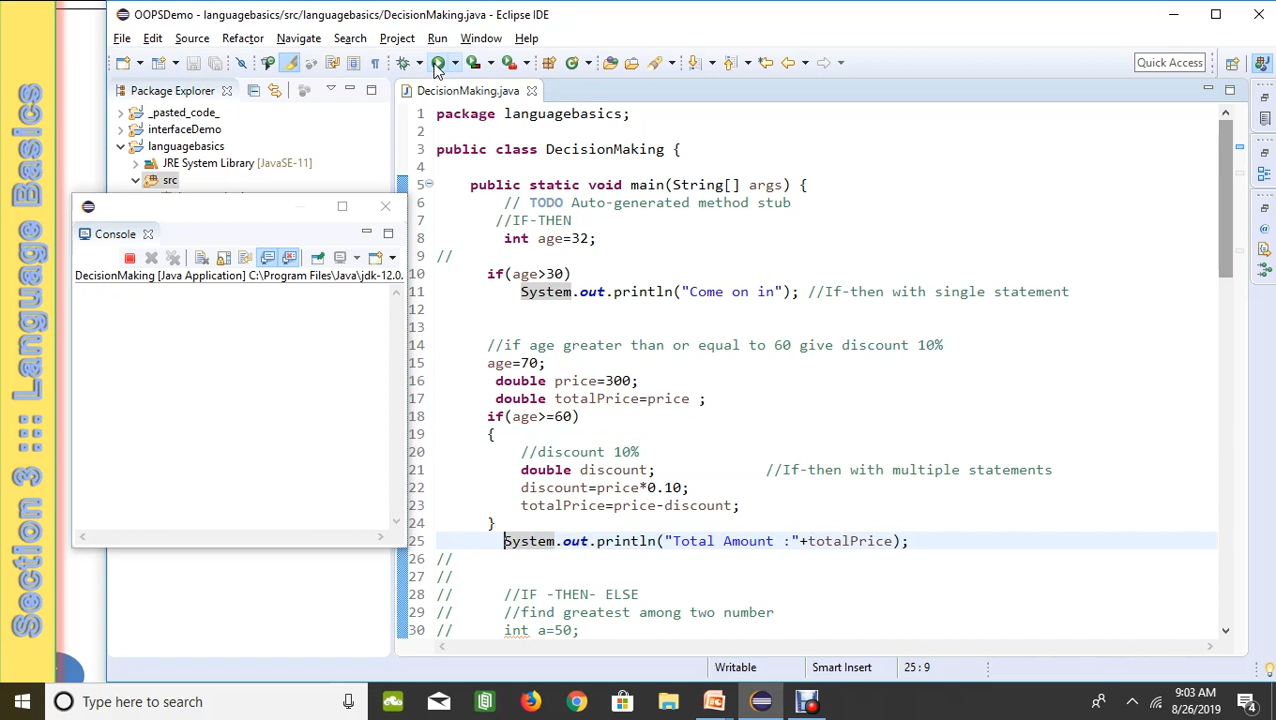 Section 3 ::: Language Basics
OOPSDemo - languagebasics/src/languagebasics/DecisionMaking.java - Eclipse IDE
File Edit Source Refactor Navigate Search Project Run Window Help
Quick Access
Package Explorer
DecisionMaking.java
_pasted_code_
interfaceDemo
languagebasics
JRE System Library [JavaSE-11]
src
Console
DecisionMaking [Java Application] C:\Program Files\Java\jdk-12.0.
1 package languagebasics;
2
3 public class DecisionMaking {
4
5 public static void main(String[] args) {
6 // TODO Auto-generated method stub
7 //IF-THEN
8 int age=32;
9 //
10 if(age>30)
11 System.out.println("Come on in"); //If-then with single statement
12
13
14 //if age greater than or equal to 60 give discount 10%
15 age=70;
16 double price=300;
17 double totalPrice=price ;
18 if(age>=60)
19 {
20 //discount 10%
21 double discount; //If-then with multiple statements
22 discount=price*0.10;
23 totalPrice=price-discount;
24 }
25 System.out.println("Total Amount :"+totalPrice);
26 //
27 //
28 // //IF -THEN- ELSE
29 // //find greatest among two number
30 // int a=50;
Writable Smart Insert 25 : 9
Type here to search
9:03 AM
8/26/2019
4